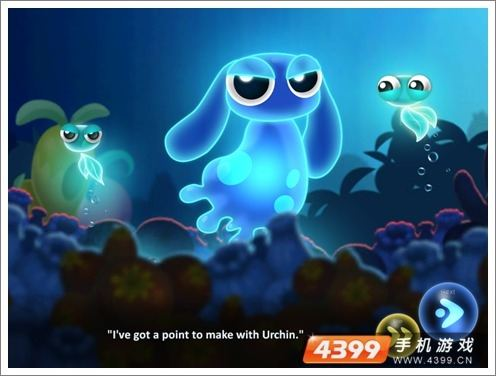 Next
"I've got a point to make with Urchin."
4399 手机游戏
www.4399.cn